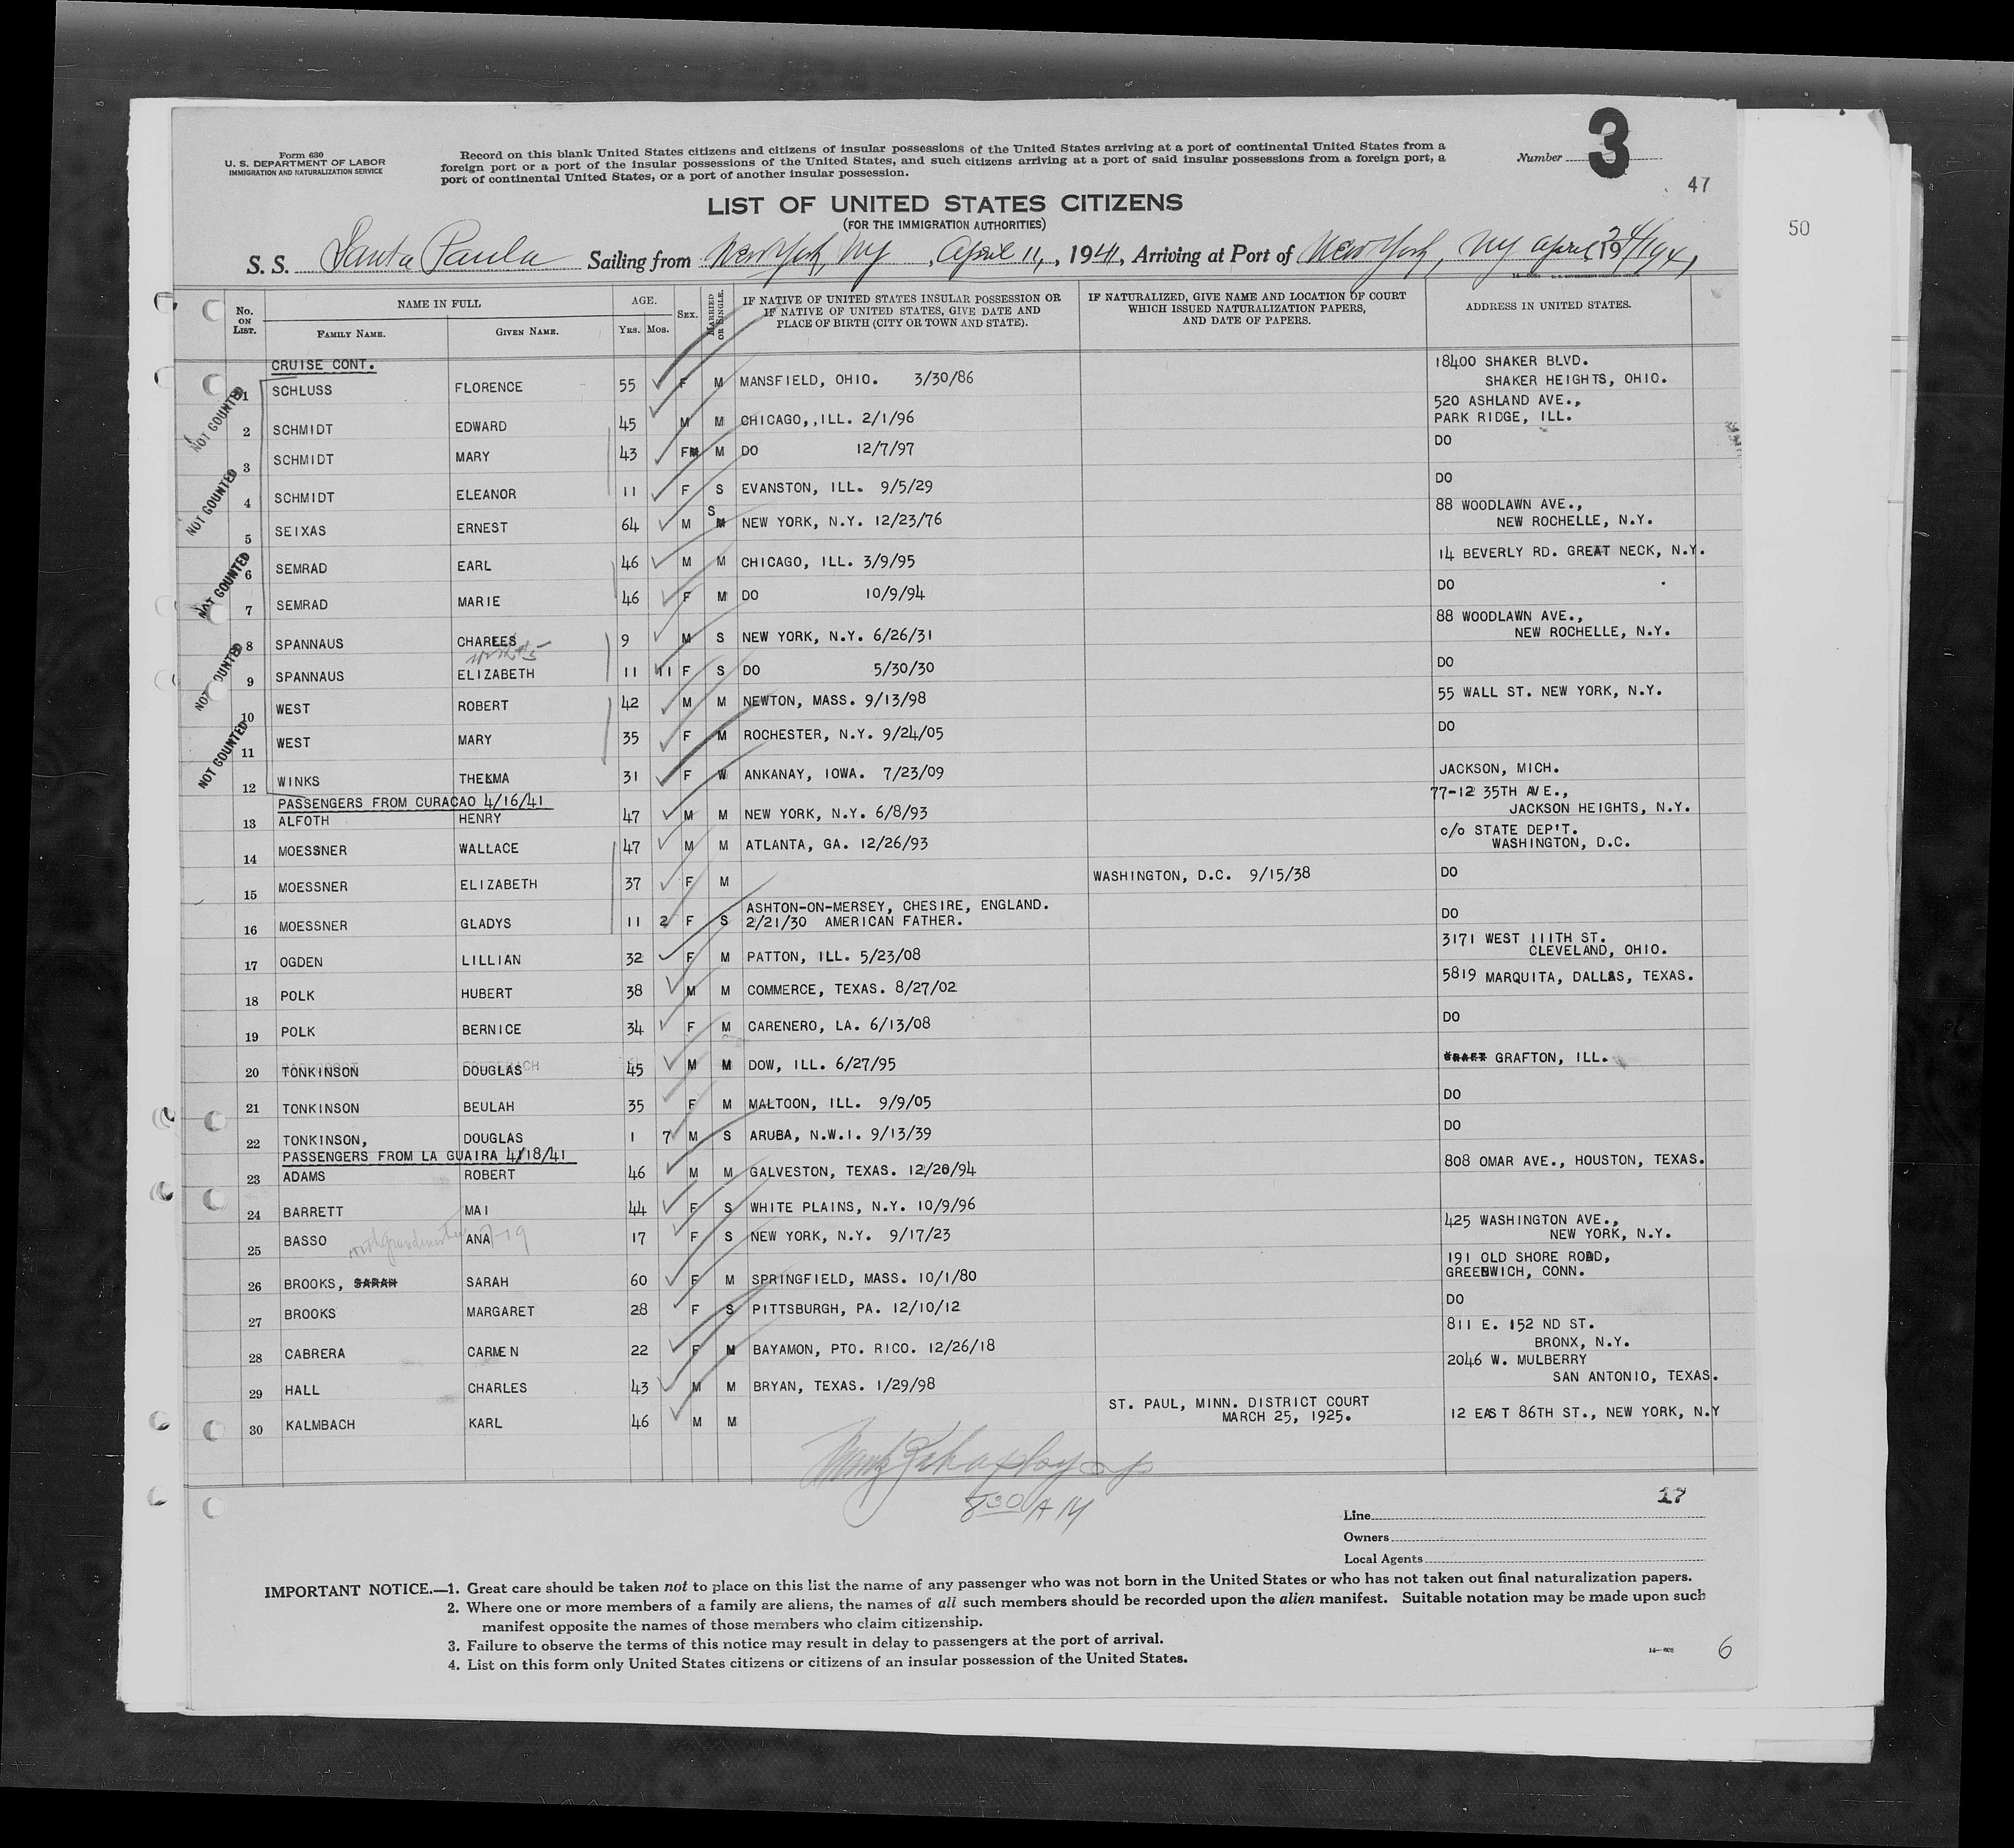 Form 630
U. S. DEPARTMENT OF LABOR
IMMIGRATION AND NATURALIZATION SERVICE
Record on this blank United States citizens and citizens of insular possessions of the United States arriving at a port of continental United States from a
foreign port or a port of the insular possessions of the United States, and such citizens arriving at a port of said insular possessions from a foreign port, a
port of continental United States, or a port of another insular possession.
Number 3
47
50
LIST OF UNITED STATES CITIZENS
(FOR THE IMMIGRATION AUTHORITIES)
S. S. Santa Paula Sailing from New York, NY, April 11, 1941, Arriving at Port of New York, NY April 24, 1941
No. ON LIST. NAME IN FULL FAMILY NAME. GIVEN NAME. AGE. YRS. MOS. SEX. MARRIED OR SINGLE. IF NATIVE OF UNITED STATES INSULAR POSSESSION OR IF NATIVE OF UNITED STATES, GIVE DATE AND PLACE OF BIRTH (CITY OR TOWN AND STATE). IF NATURALIZED, GIVE NAME AND LOCATION OF COURT WHICH ISSUED NATURALIZATION PAPERS, AND DATE OF PAPERS. ADDRESS IN UNITED STATES.
CRUISE CONT.
1 SCHLUSS FLORENCE 55 F M MANSFIELD, OHIO. 3/30/86 18400 SHAKER BLVD. SHAKER HEIGHTS, OHIO.
2 SCHMIDT EDWARD 45 M M CHICAGO,,ILL. 2/1/96 520 ASHLAND AVE., PARK RIDGE, ILL.
3 SCHMIDT MARY 43 F M DO 12/7/97 DO
4 SCHMIDT ELEANOR 11 F S EVANSTON, ILL. 9/5/29 DO
5 SEIXAS ERNEST 64 M S NEW YORK, N.Y. 12/23/76 88 WOODLAWN AVE., NEW ROCHELLE, N.Y.
6 SEMRAD EARL 46 M M CHICAGO, ILL. 3/9/95 14 BEVERLY RD. GREAT NECK, N.Y.
7 SEMRAD MARIE 46 F M DO 10/9/94 DO
8 SPANNAUS CHARLES 9 M S NEW YORK, N.Y. 6/26/31 88 WOODLAWN AVE., NEW ROCHELLE, N.Y.
9 SPANNAUS ELIZABETH 11 11 F S DO 5/30/30 DO
10 WEST ROBERT 42 M M NEWTON, MASS. 9/13/98 55 WALL ST. NEW YORK, N.Y.
11 WEST MARY 35 F M ROCHESTER, N.Y. 9/24/05 DO
12 WINKS THELMA 31 F W ANKANAY, IOWA. 7/23/09 JACKSON, MICH.
NOT COUNTED
NOT COUNTED
NOT COUNTED
NOT COUNTED
NOT COUNTED
PASSENGERS FROM CURACAO 4/16/41
13 ALFOTH HENRY 47 M M NEW YORK, N.Y. 6/8/93 77-12 35TH AVE., JACKSON HEIGHTS, N.Y.
14 MOESSNER WALLACE 47 M M ATLANTA, GA. 12/26/93 c/o STATE DEP'T. WASHINGTON, D.C.
15 MOESSNER ELIZABETH 37 F M WASHINGTON, D.C. 9/15/38 DO
16 MOESSNER GLADYS 11 2 F S ASHTON-ON-MERSEY, CHESIRE, ENGLAND. 2/21/30 AMERICAN FATHER. DO
17 OGDEN LILLIAN 32 F M PATTON, ILL. 5/23/08 3171 WEST 111TH ST. CLEVELAND, OHIO.
18 POLK HUBERT 38 M M COMMERCE, TEXAS. 8/27/02 5819 MARQUITA, DALLAS, TEXAS.
19 POLK BERNICE 34 F M CARENERO, LA. 6/13/08 DO
20 TONKINSON DOUGLAS 45 M M DOW, ILL. 6/27/95 GRAFTON, ILL.
21 TONKINSON BEULAH 35 F M MALTOON, ILL. 9/9/05 DO
22 TONKINSON, DOUGLAS 1 7 M S ARUBA, N.W.I. 9/13/39 DO
PASSENGERS FROM LA GUAIRA 4/18/41
23 ADAMS ROBERT 46 M M GALVESTON, TEXAS. 12/20/94 808 OMAR AVE., HOUSTON, TEXAS.
24 BARRETT MAI 44 F S WHITE PLAINS, N.Y. 10/9/96
25 BASSO with grandmother ANA 17 F S NEW YORK, N.Y. 9/17/23 425 WASHINGTON AVE., NEW YORK, N.Y.
26 BROOKS, SARAH SARAH 60 F M SPRINGFIELD, MASS. 10/1/80 191 OLD SHORE ROAD, GREENWICH, CONN.
27 BROOKS MARGARET 28 F S PITTSBURGH, PA. 12/10/12 DO
28 CABRERA CARMEN 22 F M BAYAMON, PTO. RICO. 12/26/18 811 E. 152 ND ST. BRONX, N.Y.
29 HALL CHARLES 43 M M BRYAN, TEXAS. 1/29/98 2046 W. MULBERRY SAN ANTONIO, TEXAS.
30 KALMBACH KARL 46 M M ST. PAUL, MINN. DISTRICT COURT MARCH 25, 1925. 12 EAST 86TH ST., NEW YORK, N.Y
830 AM
17
Line
Owners
Local Agents
IMPORTANT NOTICE.—1. Great care should be taken not to place on this list the name of any passenger who was not born in the United States or who has not taken out final naturalization papers.
2. Where one or more members of a family are aliens, the names of all such members should be recorded upon the alien manifest. Suitable notation may be made upon such
manifest opposite the names of those members who claim citizenship.
3. Failure to observe the terms of this notice may result in delay to passengers at the port of arrival.
4. List on this form only United States citizens or citizens of an insular possession of the United States.
6